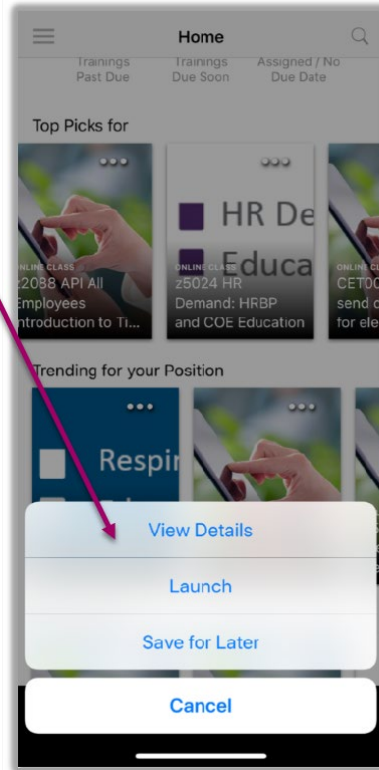 Home
Trainings
Past Due
Trainings
Due Soon
Assigned / No
Due Date
Top Picks for
ONLINE CLASS
z2088 API All
Employees
Introduction to Ti...
HR De
Educa
ONLINE CLASS
z5024 HR
Demand: HRBP
and COE Education
ONLINE CL
CET00
send c
for ele
Trending for your Position
Respir
View Details
Launch
Save for Later
Cancel